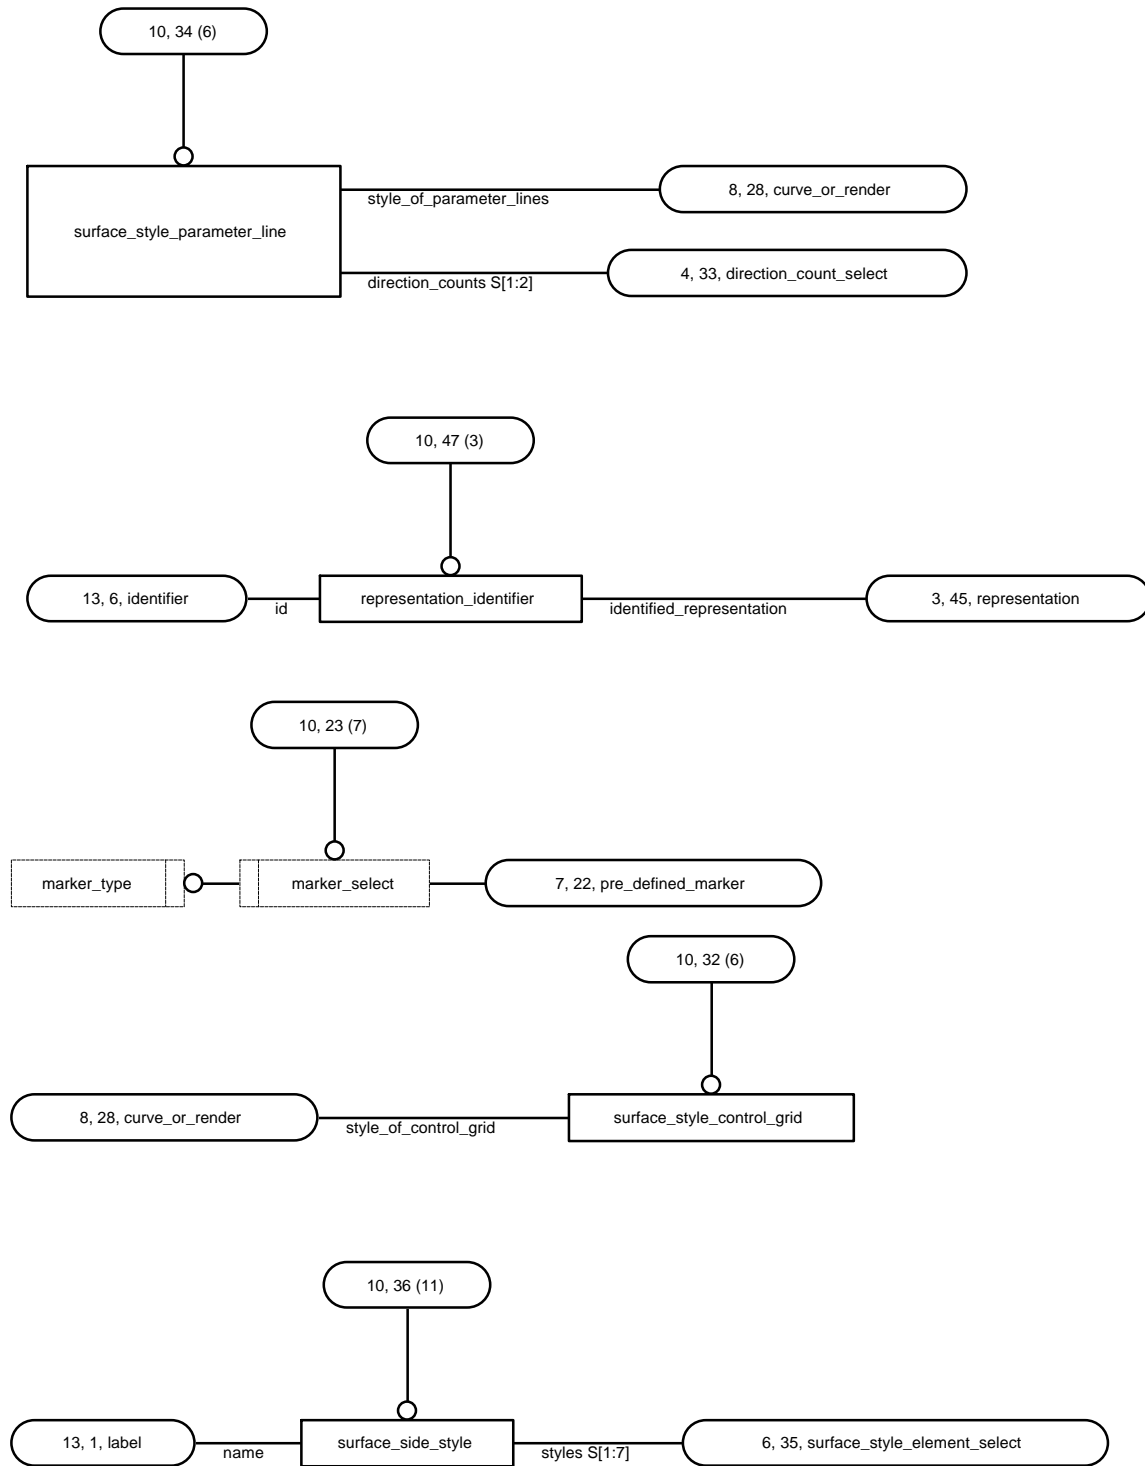 10, 34 (6)
surface_style_parameter_line
style_of_parameter_lines
8, 28, curve_or_render
direction_counts S[1:2]
4, 33, direction_count_select
10, 47 (3)
13, 6, identifier
id
representation_identifier
identified_representation
3, 45, representation
10, 23 (7)
marker_type
marker_select
7, 22, pre_defined_marker
10, 32 (6)
8, 28, curve_or_render
style_of_control_grid
surface_style_control_grid
10, 36 (11)
13, 1, label
name
surface_side_style
styles S[1:7]
6, 35, surface_style_element_select